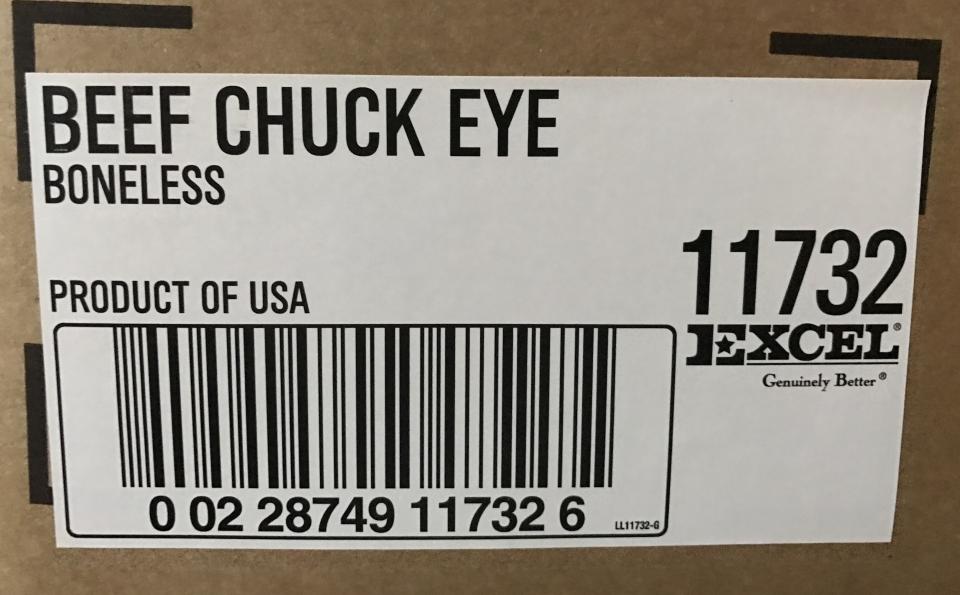 BEEF CHUCK EYE
BONELESS
11732
PRODUCT OF USA
EXCEL®
Genuinely Better®
0 02 28749 11732 6
LL11732-G